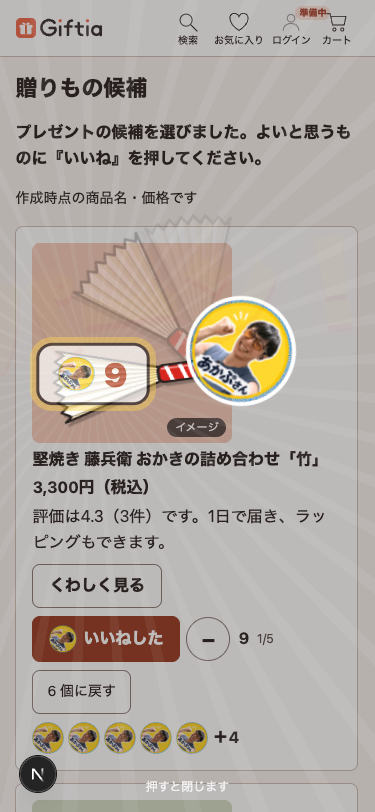 Giftia
準備中
検索
お気に入り
ログイン
カート
贈りもの候補
プレゼントの候補を選びました。よいと思うも
のに『いいね』を押してください。
作成時点の商品名・価格です
あかぷさん
9
イメージ
堅焼き 藤兵衛 おかきの詰め合わせ「竹」
3,300円（税込）
評価は4.3（3件）です。1日で届き、ラッ
ピングもできます。
くわしく見る
いいねした
−
9
1/5
6 個に戻す
+4
N
押すと閉じます